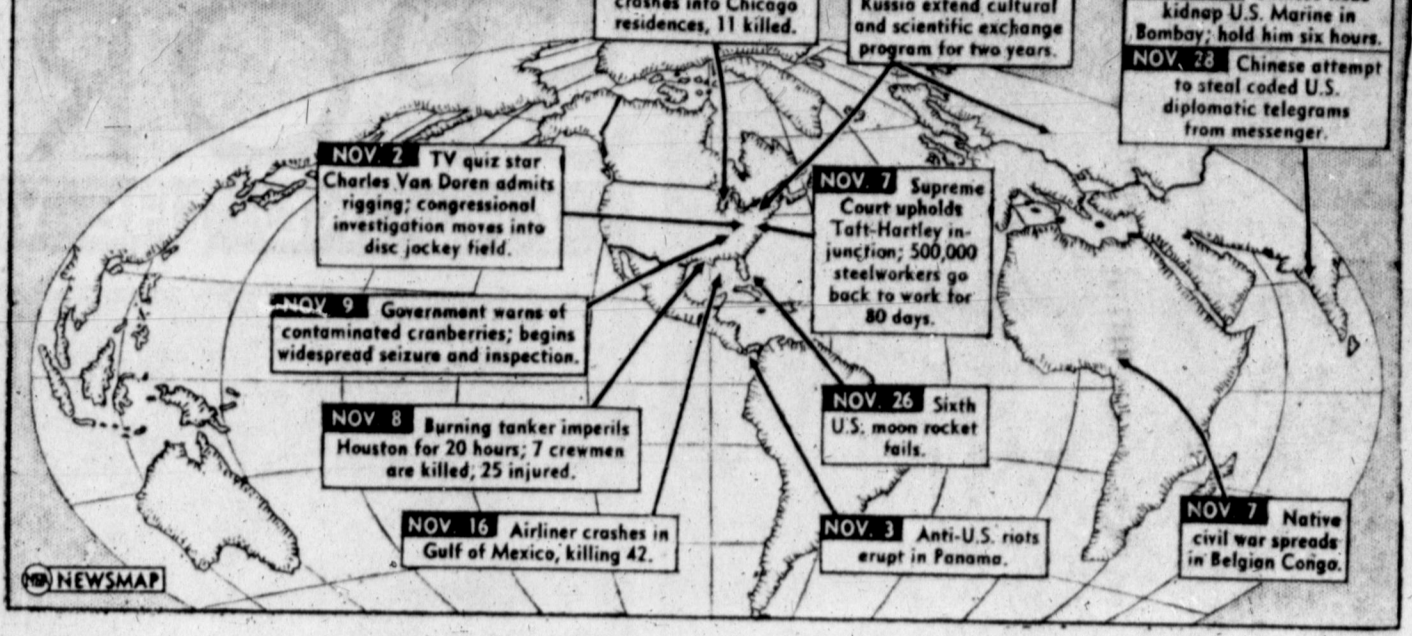 crashes into Chicago
residences, 11 killed.
Russia extend cultural
and scientific exchange
program for two years.
kidnap U.S. Marine in
Bombay; hold him six hours.
NOV. 28 Chinese attempt
to steal coded U.S.
diplomatic telegrams
from messenger.
NOV. 2 TV quiz star
Charles Van Doren admits
rigging; congressional
investigation moves into
disc jockey field.
NOV. 7 Supreme
Court upholds
Taft-Hartley in-
junction; 500,000
steelworkers go
back to work for
80 days.
NOV. 9 Government warns of
contaminated cranberries; begins
widespread seizure and inspection.
NOV. 8 Burning tanker imperils
Houston for 20 hours; 7 crewmen
are killed, 25 injured.
NOV. 26 Sixth
U.S. moon rocket
fails.
NOV. 16 Airliner crashes in
Gulf of Mexico, killing 42.
NOV. 3 Anti-U.S. riots
erupt in Panama.
NOV. 7 Native
civil war spreads
in Belgian Congo.
NEA NEWSMAP